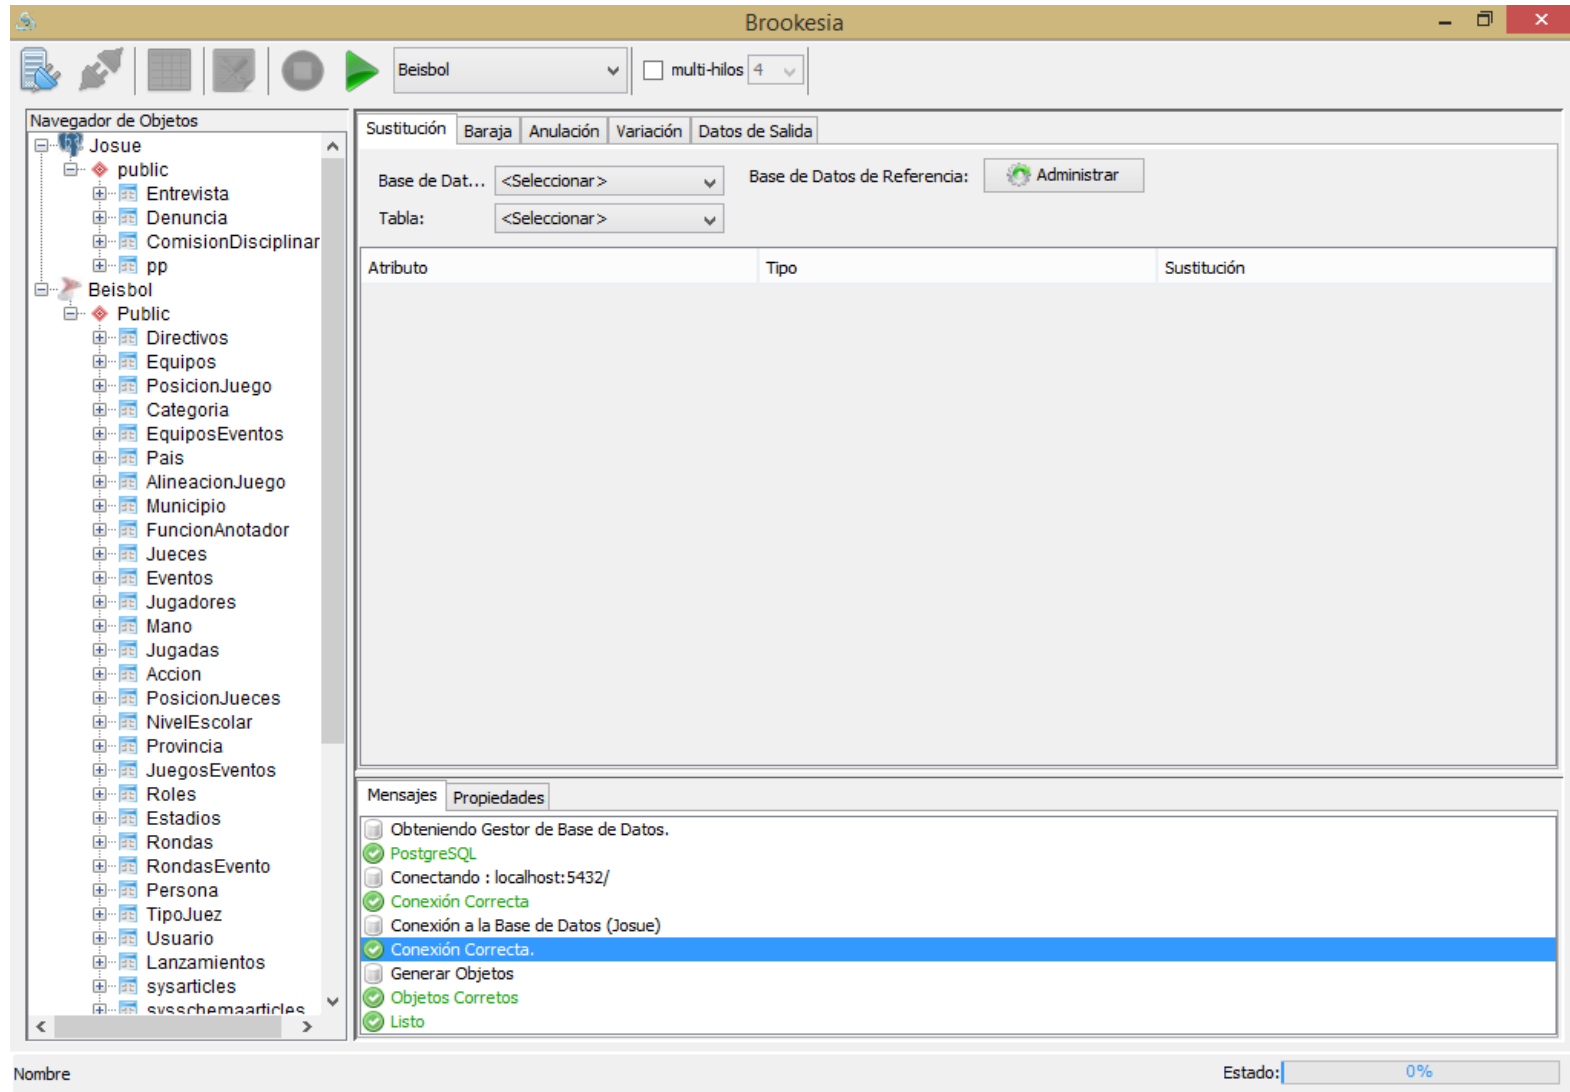 Brookesia
Beisbol
multi-hilos 4
Navegador de Objetos
Josue
public
Entrevista
Denuncia
ComisionDisciplinar
pp
Beisbol
Public
Directivos
Equipos
PosicionJuego
Categoria
EquiposEventos
Pais
AlineacionJuego
Municipio
FuncionAnotador
Jueces
Eventos
Jugadores
Mano
Jugadas
Accion
PosicionJueces
NivelEscolar
Provincia
JuegosEventos
Roles
Estadios
Rondas
RondasEvento
Persona
TipoJuez
Usuario
Lanzamientos
sysarticles
sysschemaarticles
Sustitución Baraja Anulación Variación Datos de Salida
Base de Dat... <Seleccionar> Base de Datos de Referencia: Administrar
Tabla: <Seleccionar>
Atributo Tipo Sustitución
Mensajes Propiedades
Obteniendo Gestor de Base de Datos.
PostgreSQL
Conectando : localhost:5432/
Conexión Correcta
Conexión a la Base de Datos (Josue)
Conexión Correcta.
Generar Objetos
Objetos Corretos
Listo
Nombre
Estado: 0%